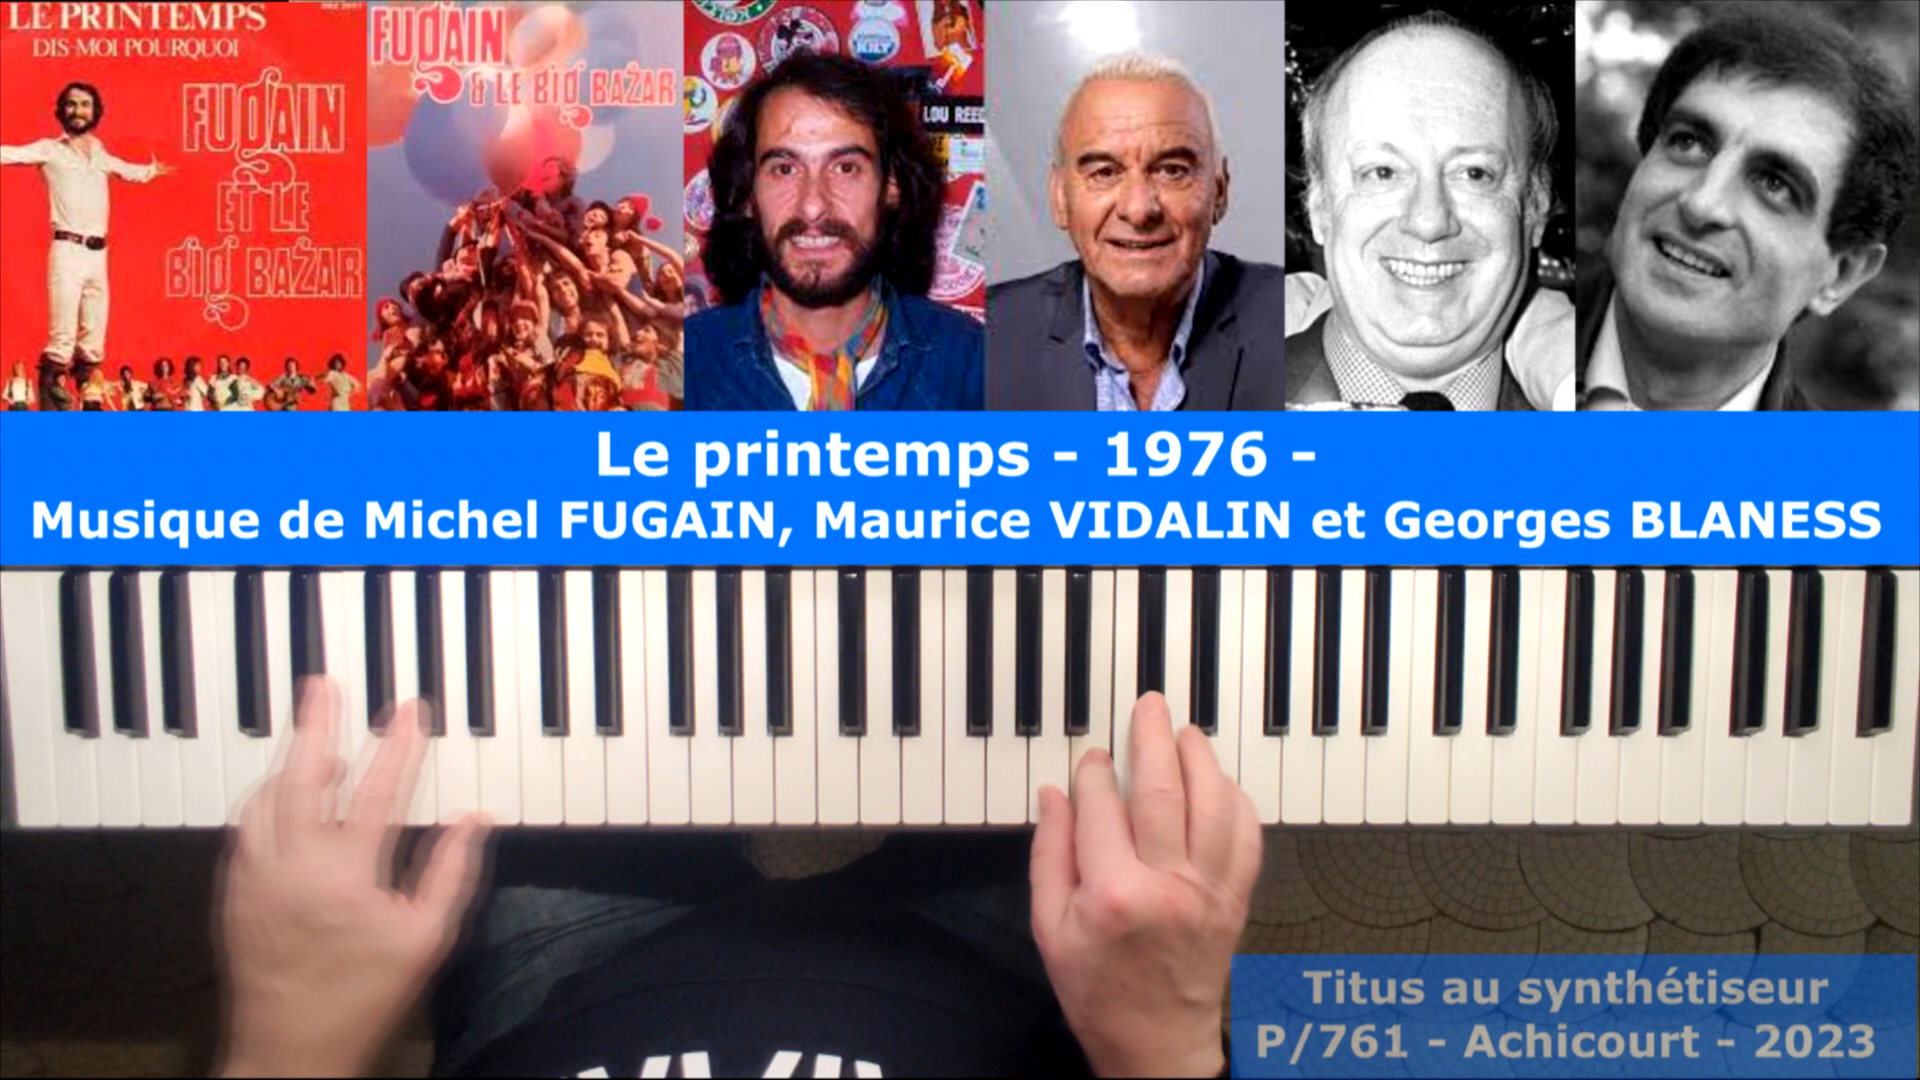 LE PRINTEMPS
DIS-MOI POURQUOI
FUGAIN
ET LE
BIG BAZAR
FUGAIN
& LE BIG BAZAR
KILY
LOU REED
Le printemps - 1976 -
Musique de Michel FUGAIN, Maurice VIDALIN et Georges BLANESS
Titus au synthétiseur
P/761 - Achicourt - 2023